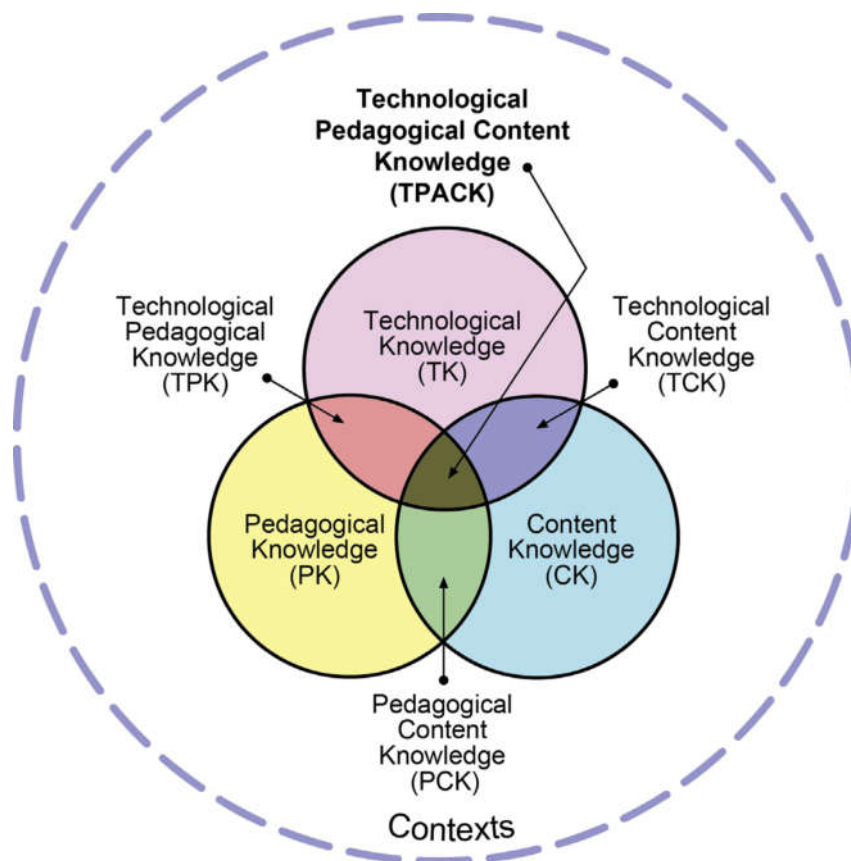 Technological
Pedagogical Content
Knowledge
(TPACK)
Technological
Pedagogical
Knowledge
(TPK)
Technological
Knowledge
(TK)
Technological
Content
Knowledge
(TCK)
Pedagogical
Knowledge
(PK)
Content
Knowledge
(CK)
Pedagogical
Content
Knowledge
(PCK)
Contexts